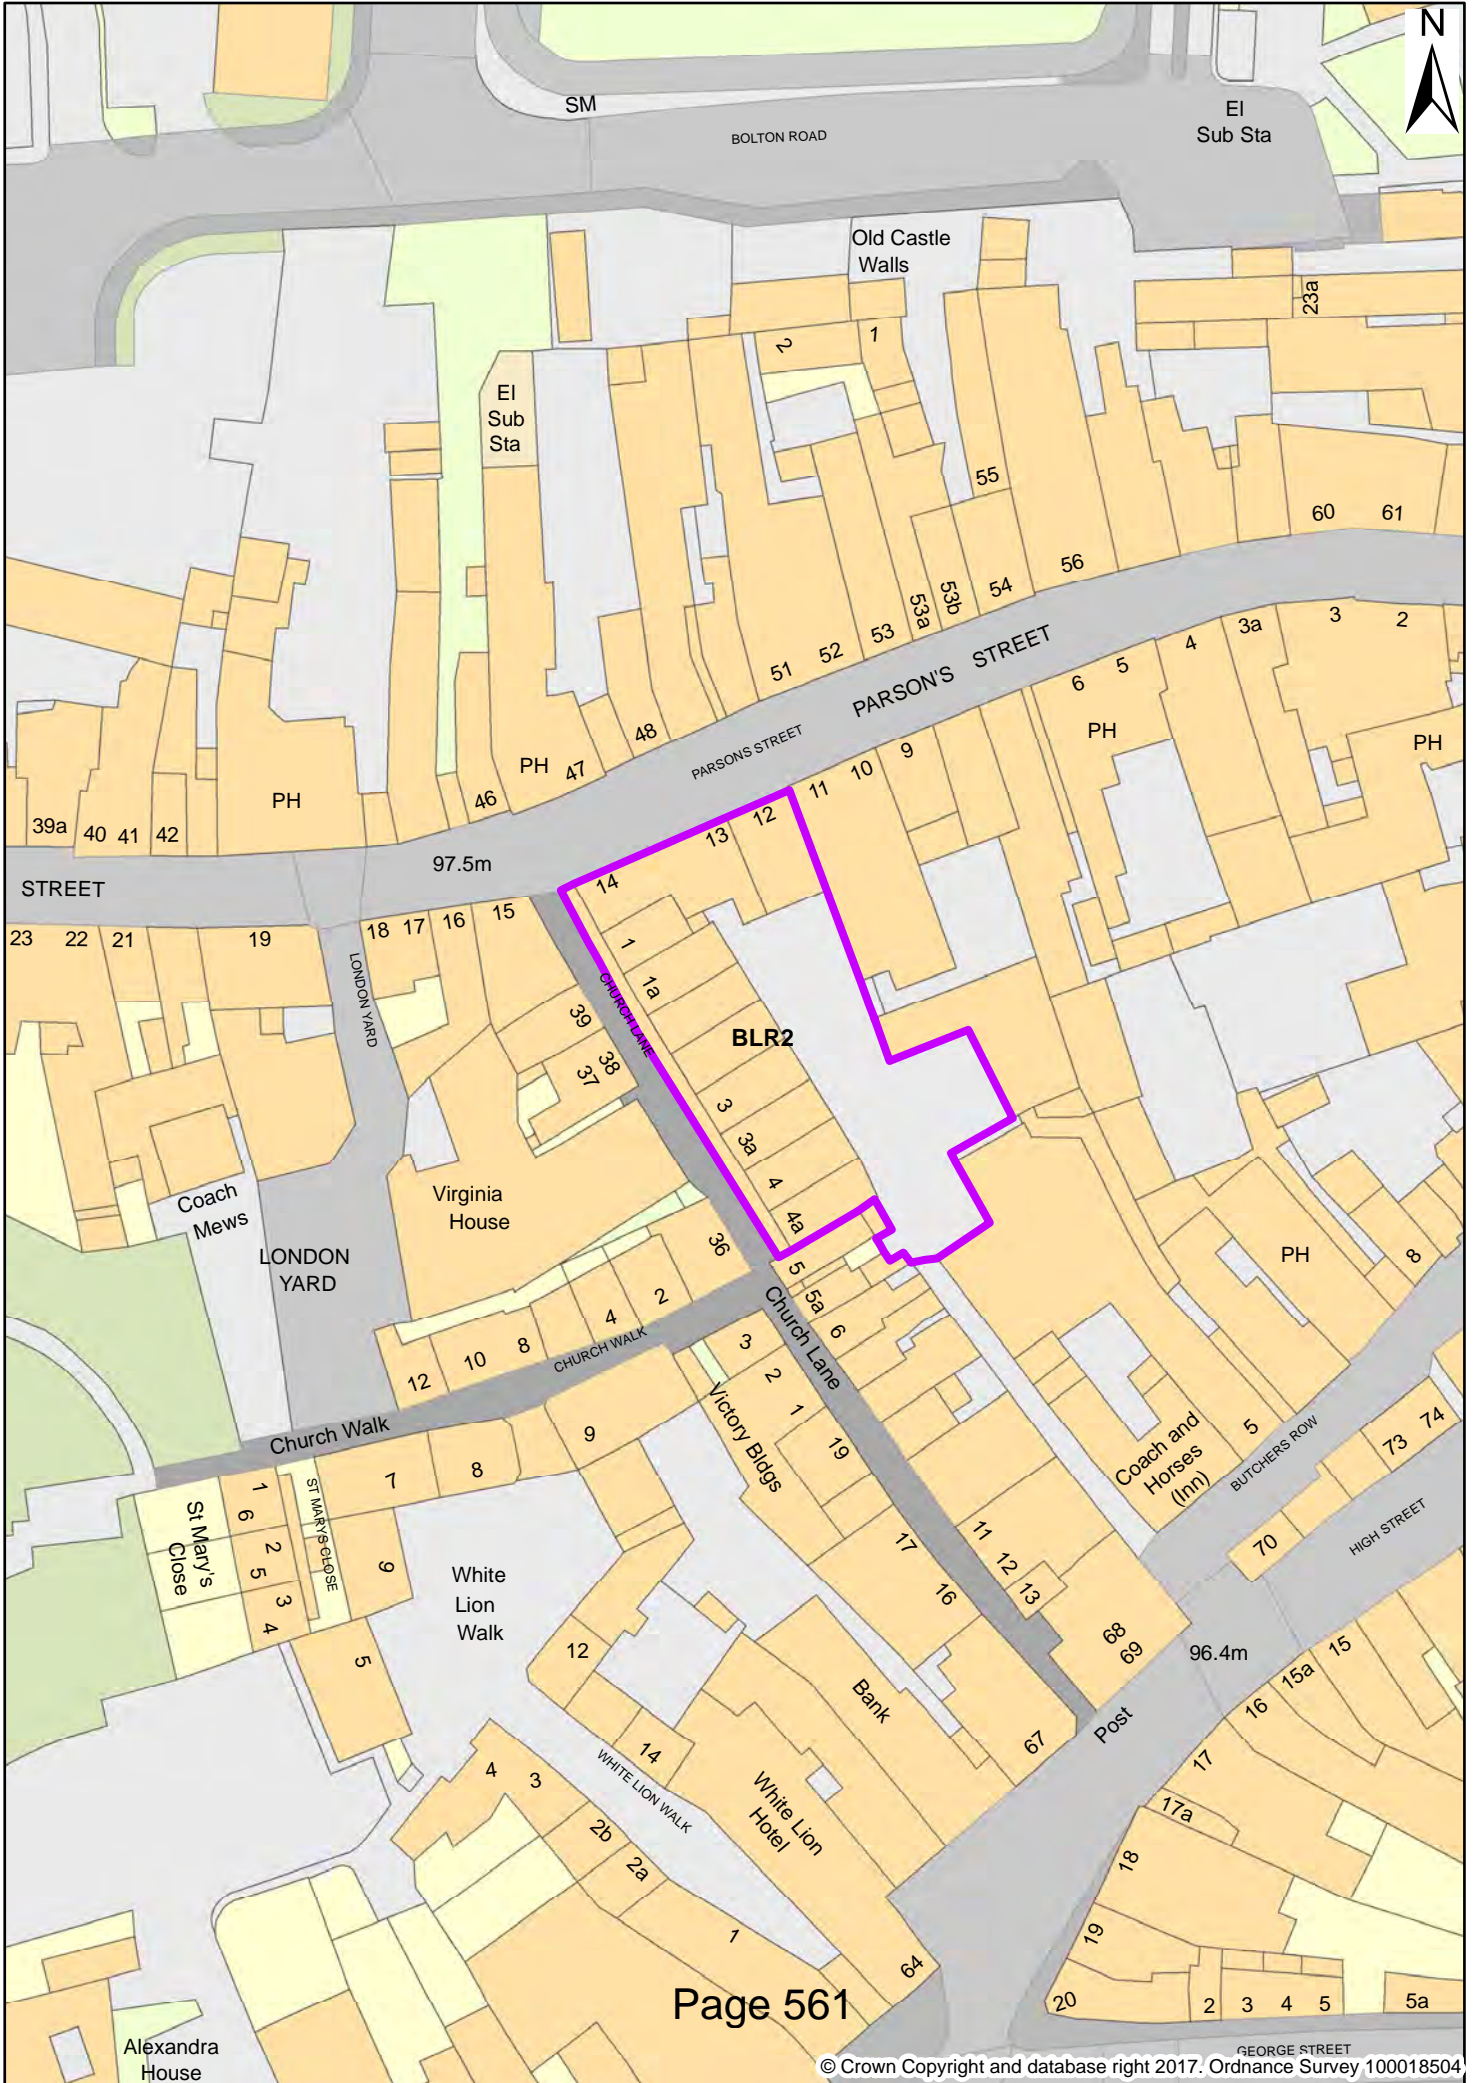 N
SM
BOLTON ROAD
El
Sub Sta
Old Castle
Walls
23a
2
1
El
Sub
Sta
55
60
61
56
54
53b
53a
53
52
51
PARSON'S STREET
3a
3
2
4
5
6
PH
PH
48
PARSONS STREET
PH
47
46
PH
9
10
11
12
13
14
39a
40
41
42
97.5m
STREET
23
22
21
19
18
17
16
15
LONDON YARD
1
1a
CHURCH LANE
39
38
37
BLR2
3
3a
4
4a
Coach
Mews
Virginia
House
LONDON
YARD
36
5
5a
6
Church Lane
PH
8
2
4
8
10
12
CHURCH WALK
3
2
1
19
Victory Bldgs
Church Walk
9
8
7
Coach and
Horses
(Inn)
5
BUTCHERS ROW
73
74
HIGH STREET
70
1
6
2
5
3
4
St Mary's
Close
ST MARYS CLOSE
9
5
White
Lion
Walk
17
16
11
12
13
68
69
96.4m
12
14
Bank
67
Post
15
15a
16
17
17a
18
19
20
4
3
2b
2a
1
WHITE LION WALK
White Lion
Hotel
64
2
3
4
5
5a
Page 561
Alexandra
House
GEORGE STREET
© Crown Copyright and database right 2017. Ordnance Survey 100018504